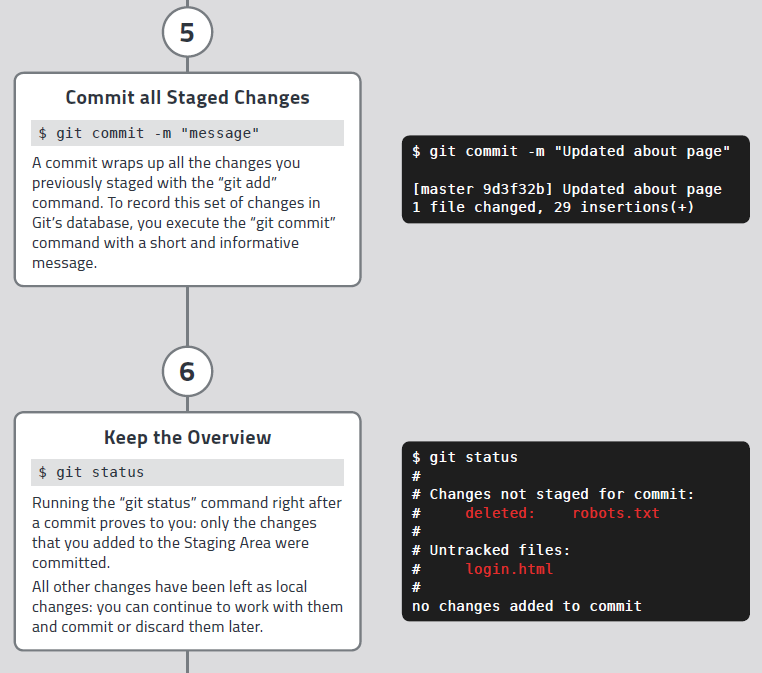 5
Commit all Staged Changes
$ git commit -m "message"
A commit wraps up all the changes you
previously staged with the “git add”
command. To record this set of changes in
Git’s database, you execute the “git commit”
command with a short and informative
message.
$ git commit -m "Updated about page"
[master 9d3f32b] Updated about page
1 file changed, 29 insertions(+)
6
Keep the Overview
$ git status
Running the “git status” command right after
a commit proves to you: only the changes
that you added to the Staging Area were
committed.
All other changes have been left as local
changes: you can continue to work with them
and commit or discard them later.
$ git status
#
# Changes not staged for commit:
#     deleted:    robots.txt
#
# Untracked files:
#     login.html
#
no changes added to commit